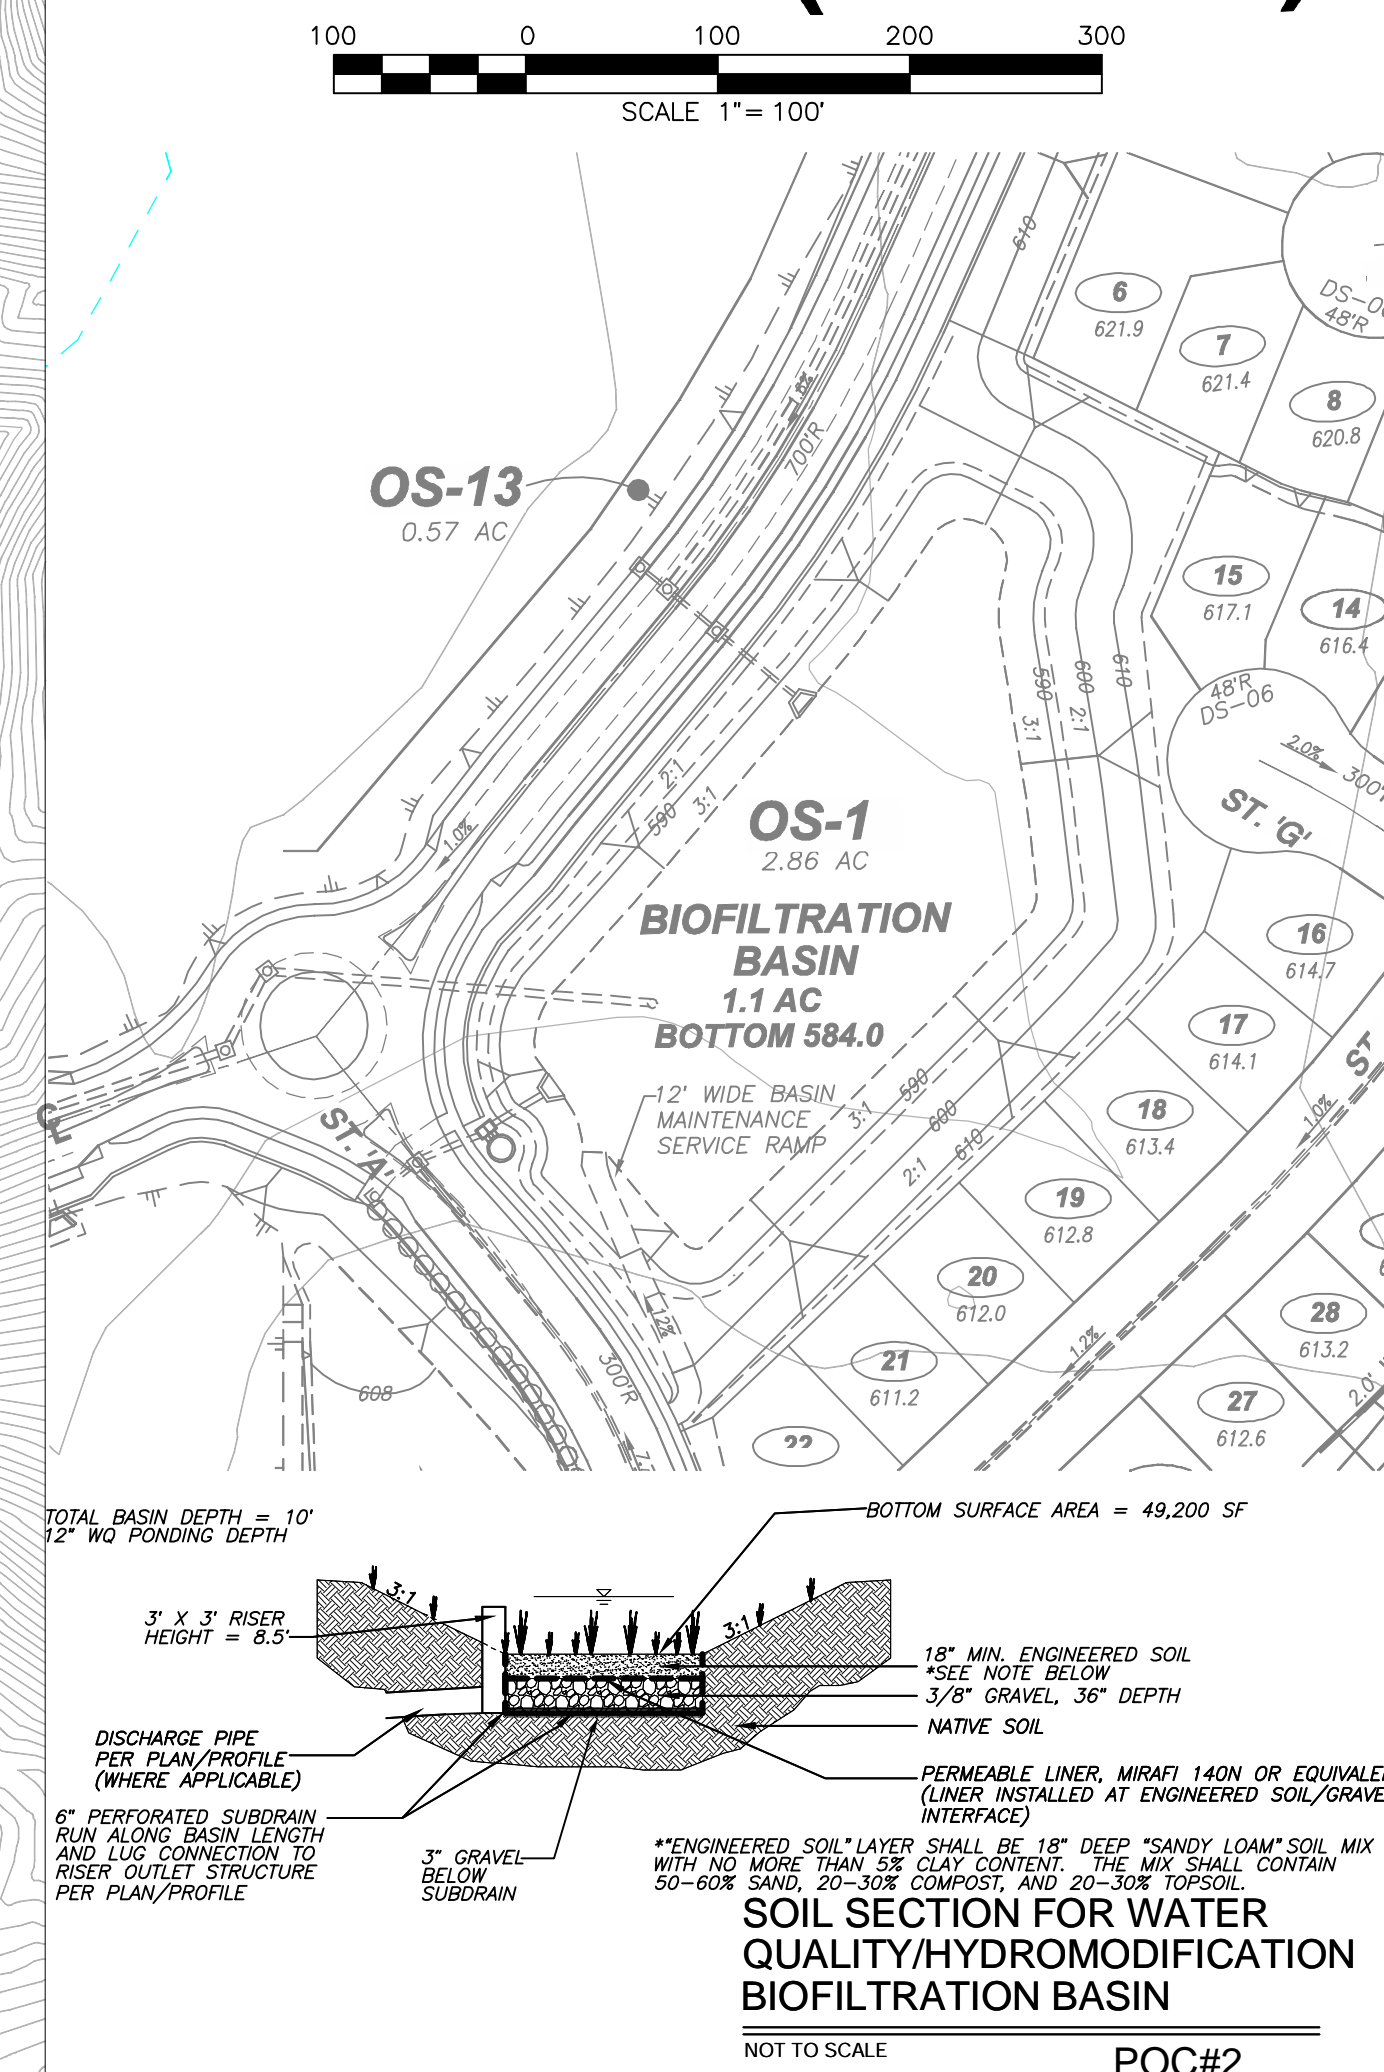 100 0 100 200 300
SCALE 1"= 100'
610
6
621.9
7
621.4
8
620.8
48'R
1.6%
700'R
OS-13
0.57 AC
15
617.1
14
616.4
590
600
610
3:1
2:1
48'R
DS-06
2.0%
ST. 'G'
2:1
590
3:1
OS-1
2.86 AC
1.0%
BIOFILTRATION
BASIN
1.1 AC
BOTTOM 584.0
16
614.7
17
614.1
12' WIDE BASIN
MAINTENANCE
SERVICE RAMP
ST. 'A'
3:1
590
600
2:1
610
18
613.4
1.0%
ST
19
612.8
20
612.0
28
613.2
12%
1.2%
21
611.2
300'R
608
27
612.6
2.0'
22
TOTAL BASIN DEPTH = 10'
12" WQ PONDING DEPTH
BOTTOM SURFACE AREA = 49,200 SF
3:1
3:1
3' X 3' RISER
HEIGHT = 8.5'
18" MIN. ENGINEERED SOIL
*SEE NOTE BELOW
3/8" GRAVEL, 36" DEPTH
NATIVE SOIL
DISCHARGE PIPE
PER PLAN/PROFILE
(WHERE APPLICABLE)
PERMEABLE LINER, MIRAFI 140N OR
(LINER INSTALLED AT ENGINEERED
INTERFACE)
6" PERFORATED SUBDRAIN
RUN ALONG BASIN LENGTH
AND LUG CONNECTION TO
RISER OUTLET STRUCTURE
PER PLAN/PROFILE
3" GRAVEL
BELOW
SUBDRAIN
*"ENGINEERED SOIL" LAYER SHALL BE 18" DEEP "SANDY LOAM" SOIL MIX
WITH NO MORE THAN 5% CLAY CONTENT. THE MIX SHALL CONTAIN
50-60% SAND, 20-30% COMPOST, AND 20-30% TOPSOIL.
SOIL SECTION FOR WATER
QUALITY/HYDROMODIFICATION
BIOFILTRATION BASIN
NOT TO SCALE
POC#2